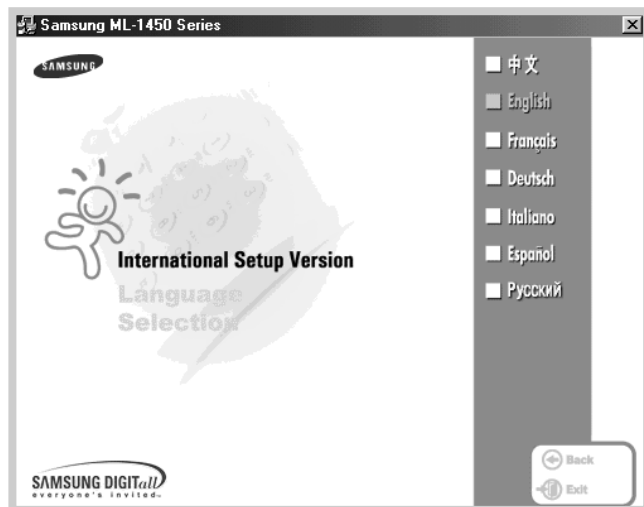 Samsung ML-1450 Series
SAMSUNG
中文
English
Français
Deutsch
Italiano
Español
Русский
International Setup Version
Language
Selection
SAMSUNG DIGITall
everyone's invited™
Back
Exit